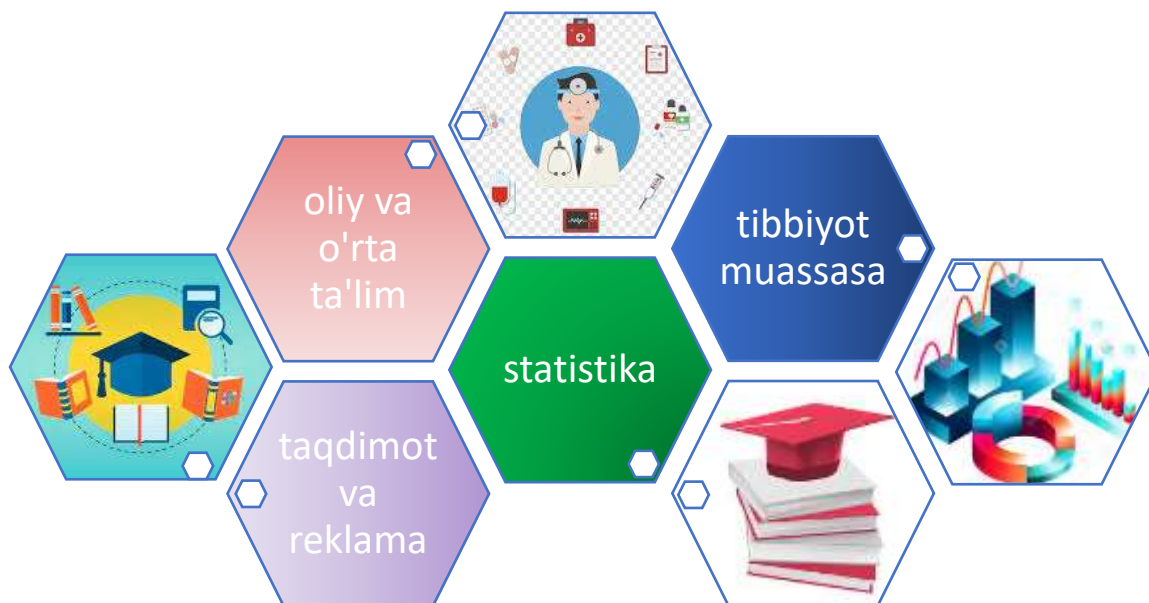 oliy va
o'rta
ta'lim
tibbiyot
muassasa
statistika
taqdimot
va
reklama